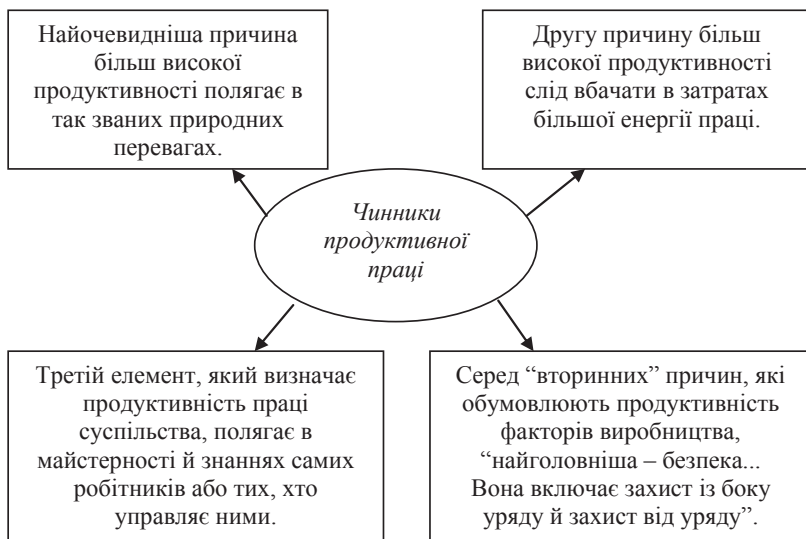 Найочевидніша причина
більш високої
продуктивності полягає в
так званих природних
перевагах.
Другу причину більш
високої продуктивності
слід вбачати в затратах
більшої енергії праці.
Чинники
продуктивної
праці
Третій елемент, який визначає
продуктивність праці
суспільства, полягає в
майстерності й знаннях самих
робітників або тих, хто
управляє ними.
Серед “вторинних” причин, які
обумовлюють продуктивність
факторів виробництва,
“найголовніша – безпека...
Вона включає захист із боку
уряду й захист від уряду”.